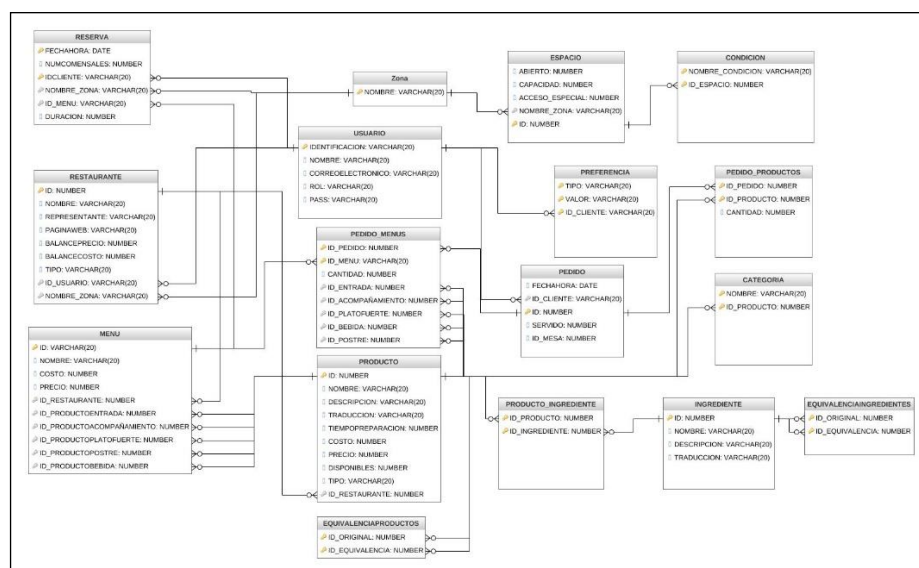 RESERVA
FECHAHORA: DATE
NUMCOMENSALES: NUMBER
IDCLIENTE: VARCHAR(20)
NOMBRE_ZONA: VARCHAR(20)
ID_MENU: VARCHAR(20)
DURACION: NUMBER
Zona
NOMBRE: VARCHAR(20)
ESPACIO
ABIERTO: NUMBER
CAPACIDAD: NUMBER
ACCESO_ESPECIAL: NUMBER
NOMBRE_ZONA: VARCHAR(20)
ID: NUMBER
CONDICION
NOMBRE_CONDICION: VARCHAR(20)
ID_ESPACIO: NUMBER
USUARIO
IDENTIFICACION: VARCHAR(20)
NOMBRE: VARCHAR(20)
CORREOELECTRONICO: VARCHAR(20)
ROL: VARCHAR(20)
PASS: VARCHAR(20)
RESTAURANTE
ID: NUMBER
NOMBRE: VARCHAR(20)
REPRESENTANTE: VARCHAR(20)
PAGINAWEB: VARCHAR(20)
BALANCEPRECIO: NUMBER
BALANCECOSTO: NUMBER
TIPO: VARCHAR(20)
ID_USUARIO: NUMBER
NOMBRE_ZONA: VARCHAR(20)
PREFERENCIA
TIPO: VARCHAR(20)
VALOR: VARCHAR(20)
ID_CLIENTE: VARCHAR(20)
PEDIDO_PRODUCTOS
ID_PEDIDO: NUMBER
ID_PRODUCTO: NUMBER
CANTIDAD: NUMBER
PEDIDO_MENUS
ID_PEDIDO: NUMBER
ID_MENU: VARCHAR(20)
CANTIDAD: NUMBER
ID_ENTRADA: NUMBER
ID_ACOMPAÑAMIENTO: NUMBER
ID_PLATOFUERTE: NUMBER
ID_BEBIDA: NUMBER
ID_POSTRE: NUMBER
PEDIDO
FECHAHORA: DATE
ID_CLIENTE: VARCHAR(20)
ID: NUMBER
SERVIDO: NUMBER
ID_MESA: NUMBER
CATEGORIA
NOMBRE: VARCHAR(20)
ID_PRODUCTO: NUMBER
MENU
ID: VARCHAR(20)
NOMBRE: VARCHAR(20)
COSTO: NUMBER
PRECIO: NUMBER
ID_RESTAURANTE: NUMBER
ID_PRODUCTOENTRADA: NUMBER
ID_PRODUCTOACOMPAÑAMIENTO: NUMBER
ID_PRODUCTOPLATOFUERTE: NUMBER
ID_PRODUCTOPOSTRE: NUMBER
ID_PRODUCTOBEBIDA: NUMBER
PRODUCTO
ID: NUMBER
NOMBRE: VARCHAR(20)
DESCRIPCION: VARCHAR(20)
TRADUCCION: VARCHAR(20)
TIEMPOPREPARACION: NUMBER
COSTO: NUMBER
PRECIO: NUMBER
DISPONIBLES: NUMBER
TIPO: VARCHAR(20)
ID_RESTAURANTE: NUMBER
PRODUCTO_INGREDIENTE
ID_PRODUCTO: NUMBER
ID_INGREDIENTE: NUMBER
INGREDIENTE
ID: NUMBER
NOMBRE: VARCHAR(20)
DESCRIPCION: VARCHAR(20)
TRADUCCION: VARCHAR(20)
EQUIVALENCIAINGREDIENTES
ID_ORIGINAL: NUMBER
ID_EQUIVALENCIA: NUMBER
EQUIVALENCIAPRODUCTOS
ID_ORIGINAL: NUMBER
ID_EQUIVALENCIA: NUMBER